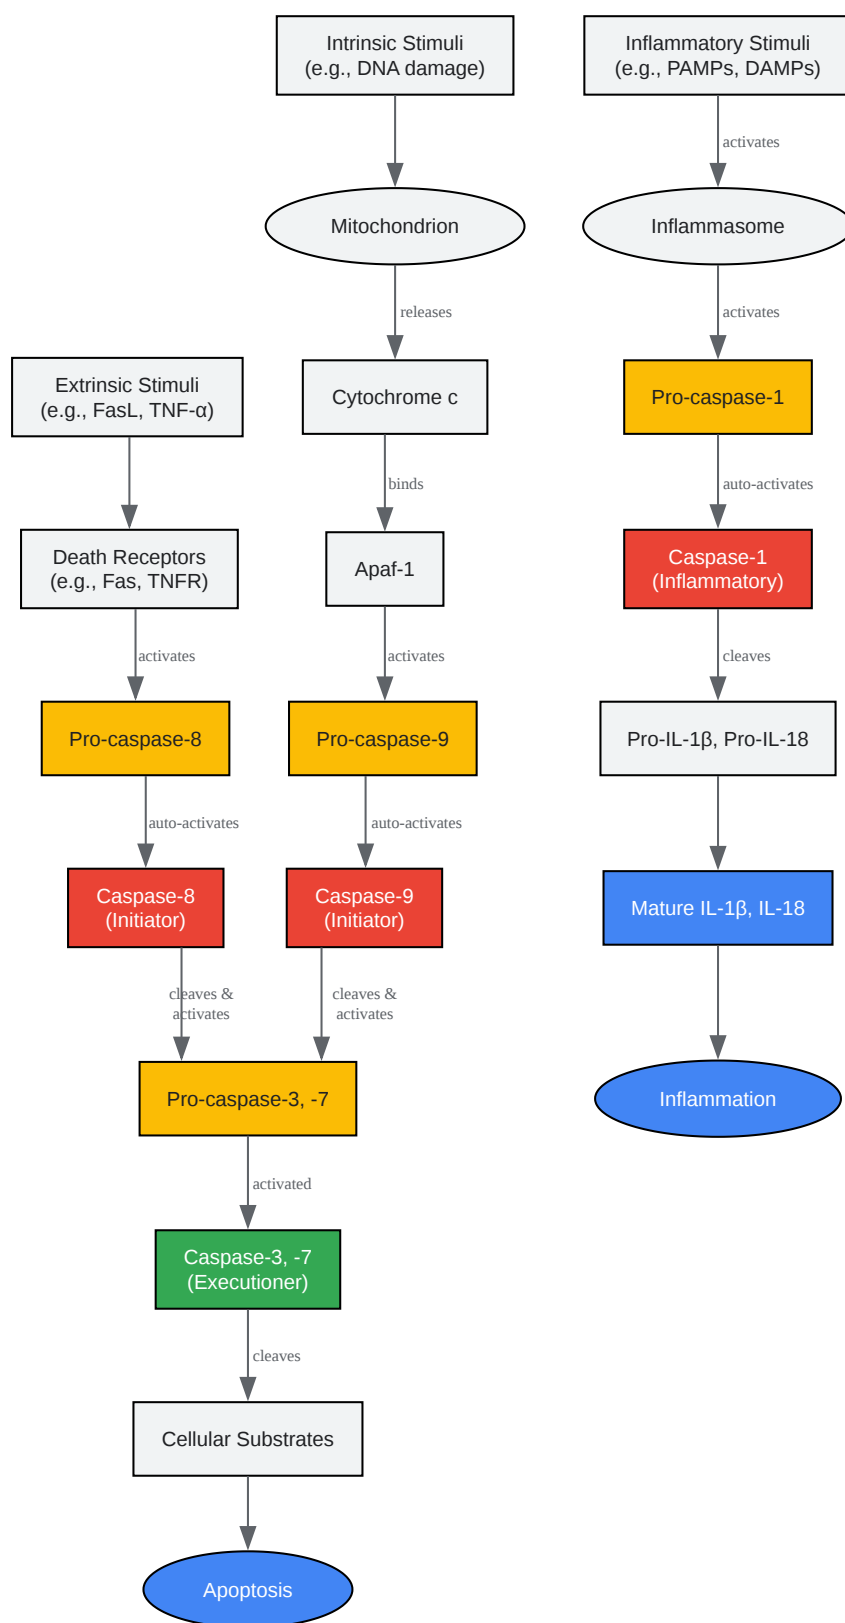 Intrinsic Stimuli
(e.g., DNA damage)
Inflammatory Stimuli
(e.g., PAMPs, DAMPs)
activates
Mitochondrion
Inflammasome
releases
activates
Extrinsic Stimuli
(e.g., FasL, TNF-α)
Cytochrome c
Pro-caspase-1
binds
auto-activates
Death Receptors
(e.g., Fas, TNFR)
Apaf-1
Caspase-1
(Inflammatory)
activates
activates
cleaves
Pro-caspase-8
Pro-caspase-9
Pro-IL-1β, Pro-IL-18
auto-activates
auto-activates
Caspase-8
(Initiator)
Caspase-9
(Initiator)
Mature IL-1β, IL-18
cleaves &
activates
cleaves &
activates
Pro-caspase-3, -7
Inflammation
activated
Caspase-3, -7
(Executioner)
cleaves
Cellular Substrates
Apoptosis